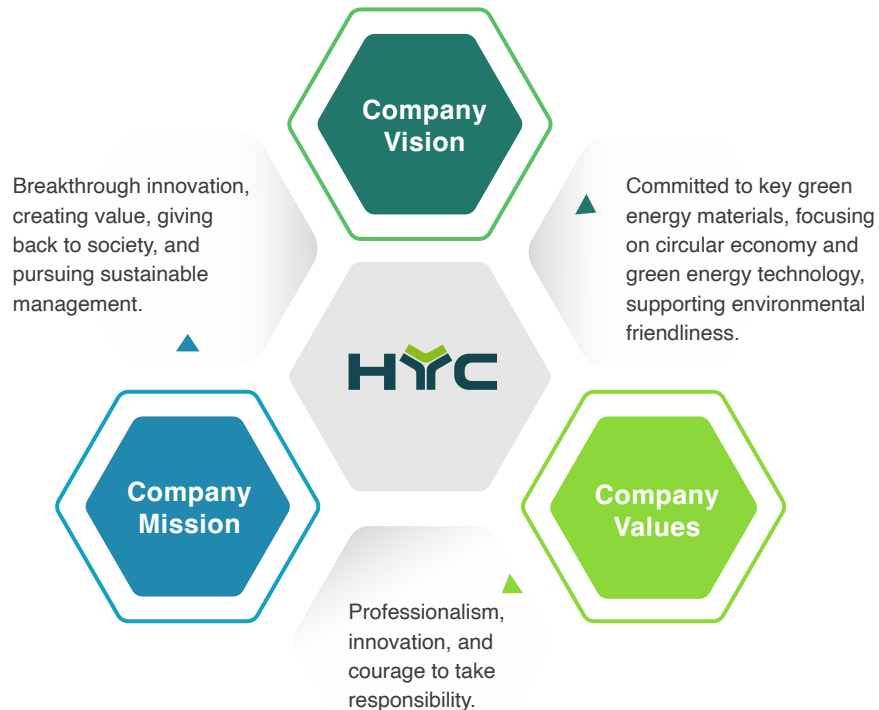 Company
Vision
Breakthrough innovation,
creating value, giving
back to society, and
pursuing sustainable
management.
Committed to key green
energy materials, focusing
on circular economy and
green energy technology,
supporting environmental
friendliness.
HYC
Company
Mission
Company
Values
Professionalism,
innovation, and
courage to take
responsibility.